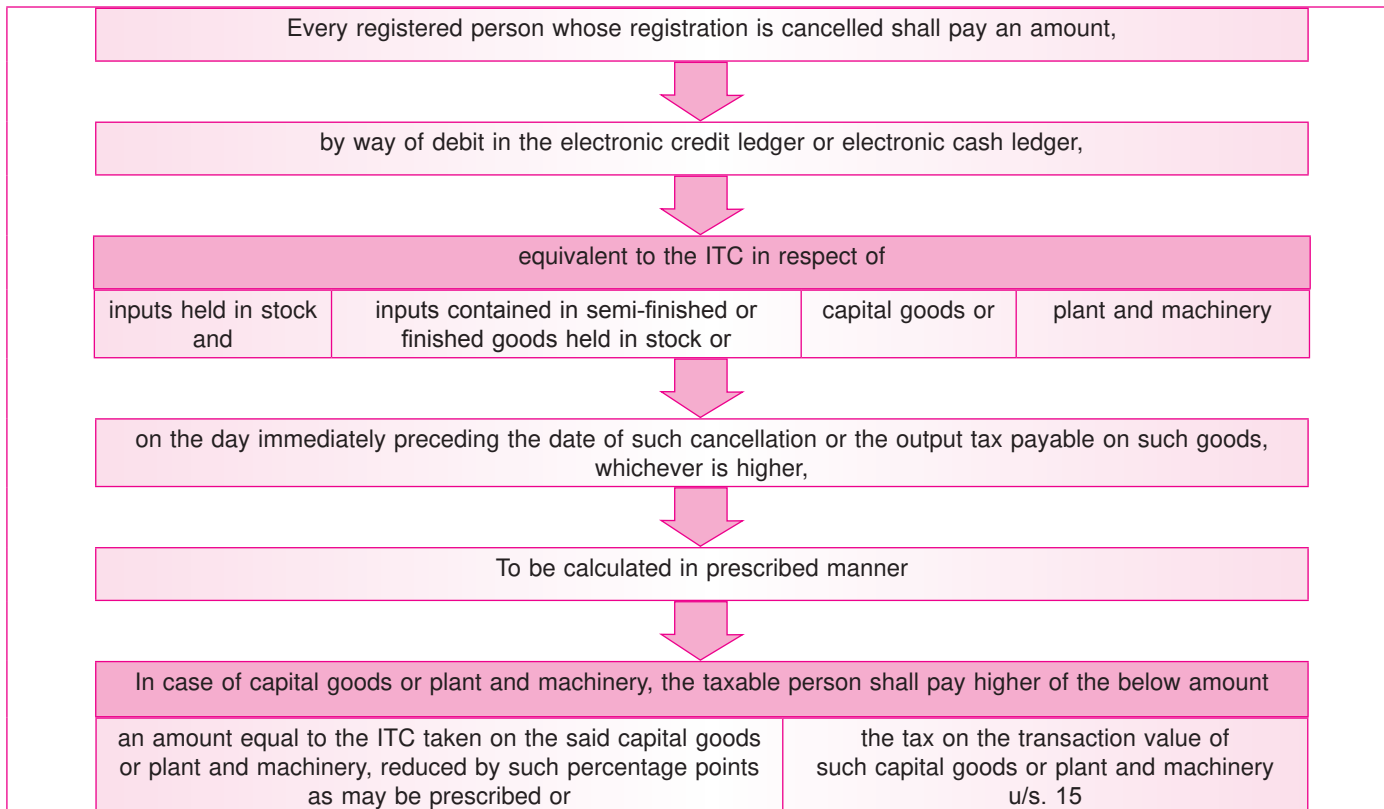 Every registered person whose registration is cancelled shall pay an amount,
by way of debit in the electronic credit ledger or electronic cash ledger,
equivalent to the ITC in respect of
inputs held in stock
and
inputs contained in semi-finished or
finished goods held in stock or
capital goods or
plant and machinery
on the day immediately preceding the date of such cancellation or the output tax payable on such goods,
whichever is higher,
To be calculated in prescribed manner
In case of capital goods or plant and machinery, the taxable person shall pay higher of the below amount
an amount equal to the ITC taken on the said capital goods
or plant and machinery, reduced by such percentage points
as may be prescribed or
the tax on the transaction value of
such capital goods or plant and machinery
u/s. 15